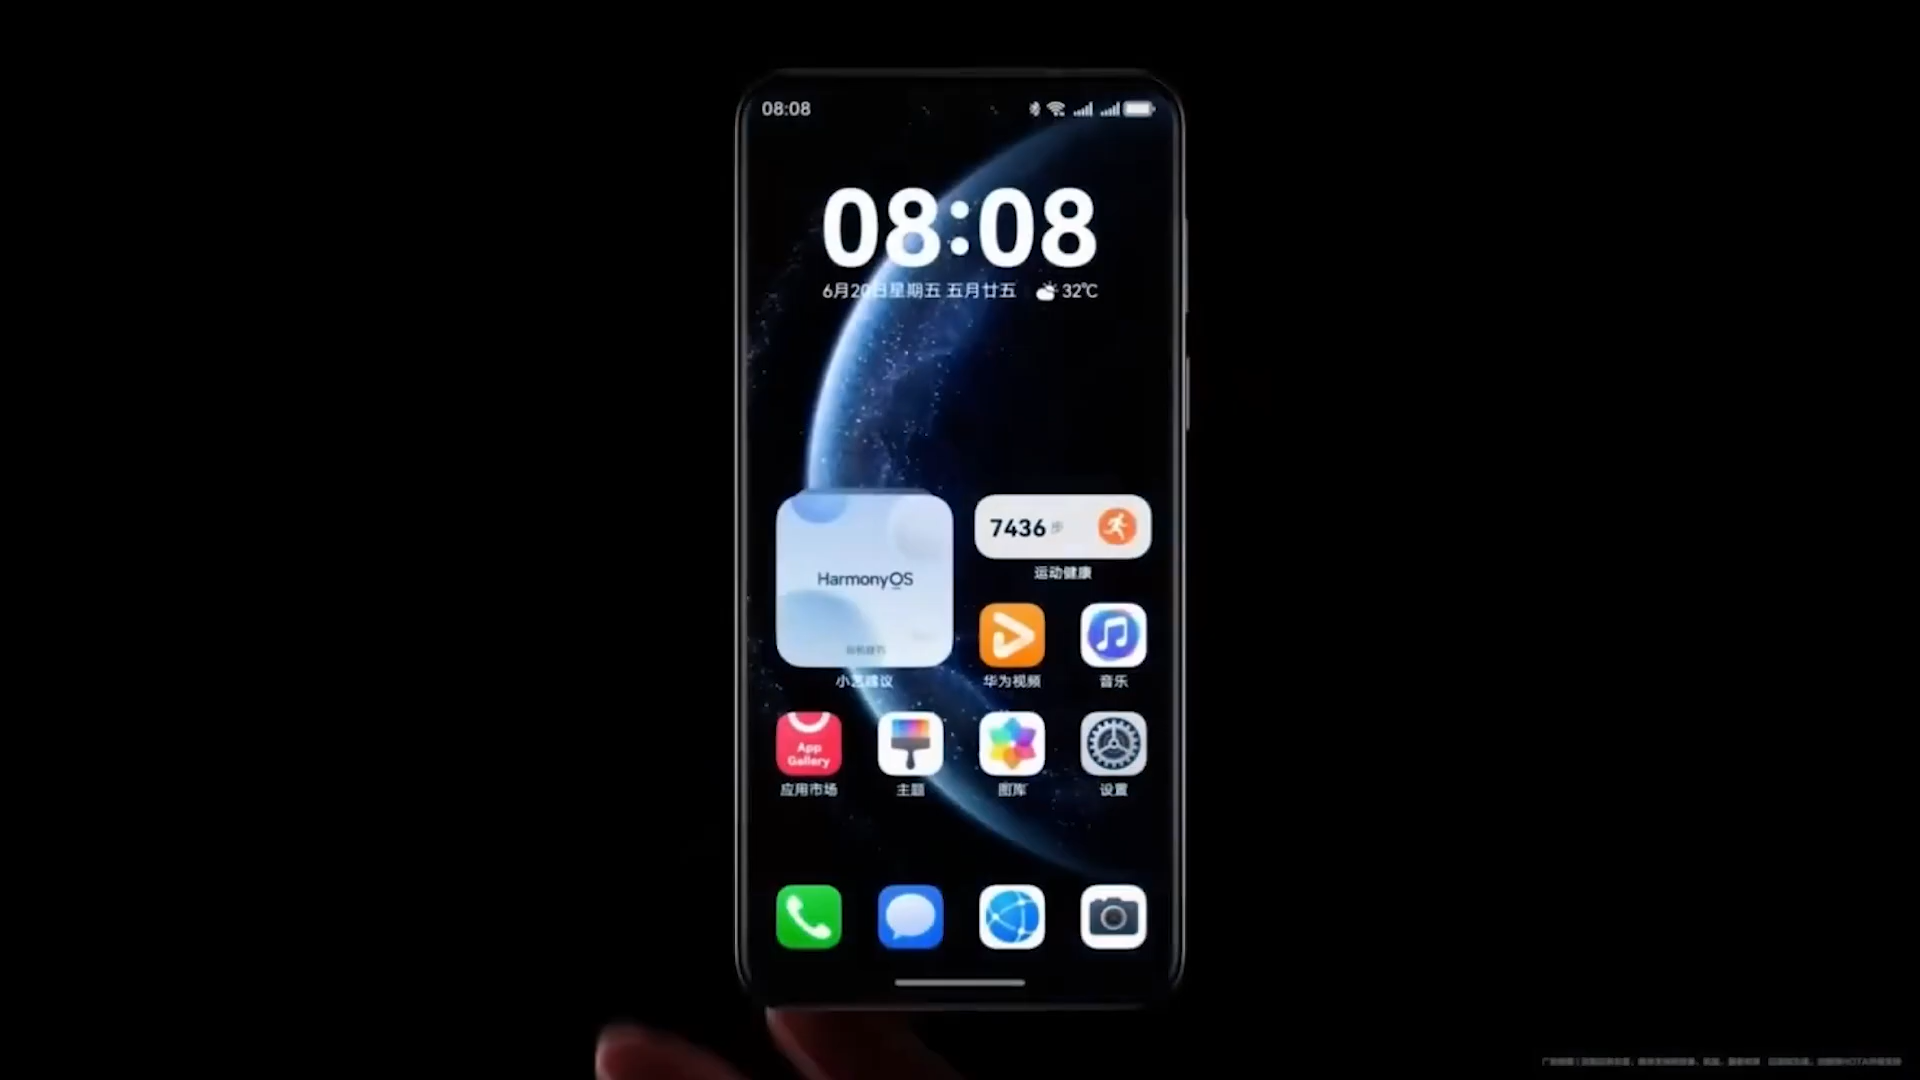 08:08
08:08
6月20日星期五 五月廿五 32℃
7436 步
HarmonyOS
运动健康
小艺建议
华为视频
音乐
App
Gallery
应用市场
主题
图库
设置